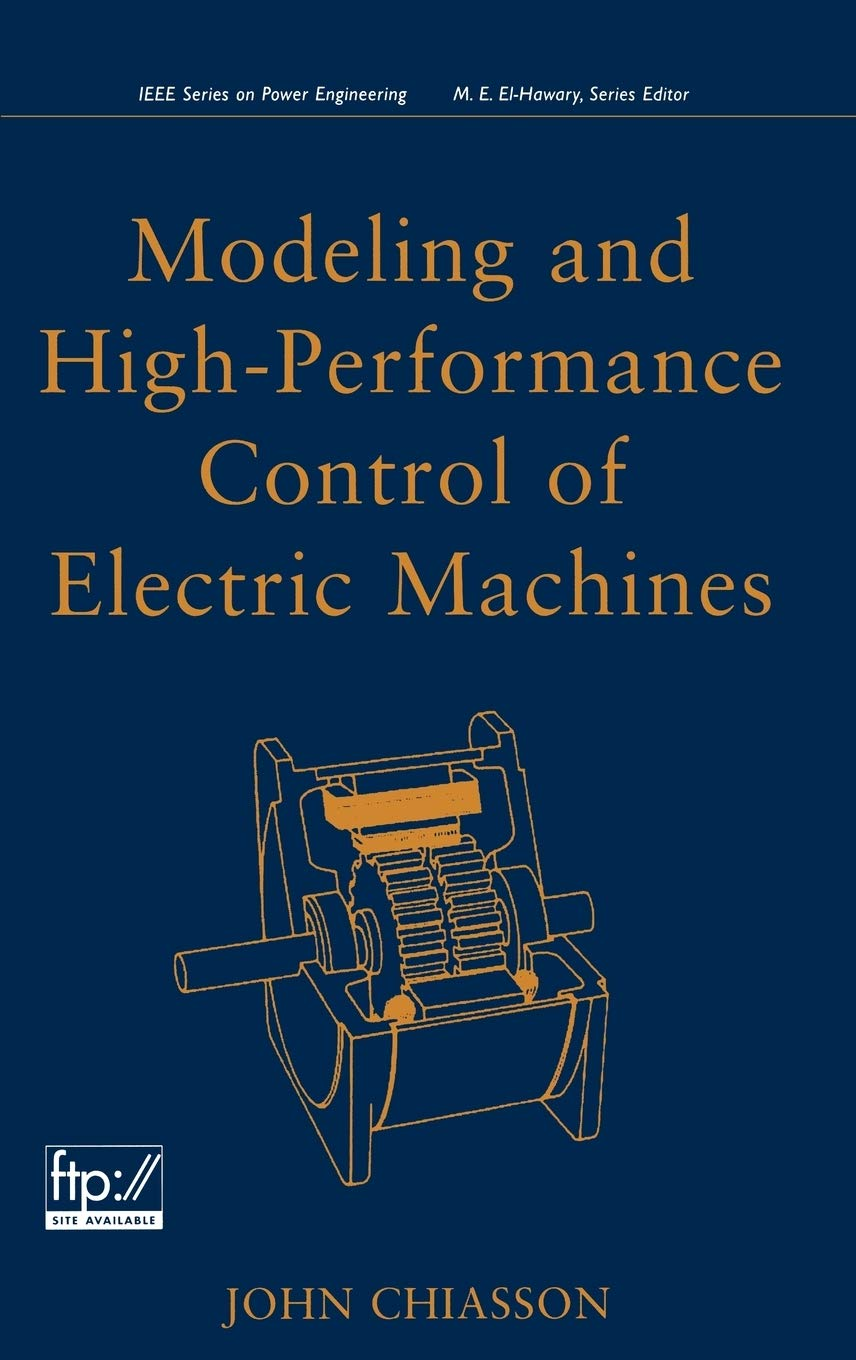 IEEE Series on Power Engineering M. E. El-Hawary, Series Editor
Modeling and
High-Performance
Control of
Electric Machines
ftp://
SITE AVAILABLE
JOHN CHIASSON